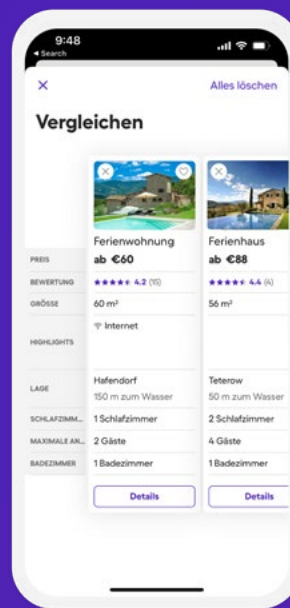 9:48
Search
Alles löschen
Vergleichen
Ferienwohnung
Ferienhaus
PREIS
ab €60
ab €88
BEWERTUNG
4.2 (15)
4.4 (4)
GRÖSSE
60 m²
56 m²
HIGHLIGHTS
Internet
LAGE
Hafendorf
Teterow
150 m zum Wasser
50 m zum Wasser
SCHLAFZIMM...
1 Schlafzimmer
2 Schlafzimmer
MAXIMALE AN...
2 Gäste
4 Gäste
BADEZIMMER
1 Badezimmer
1 Badezimmer
Details
Details